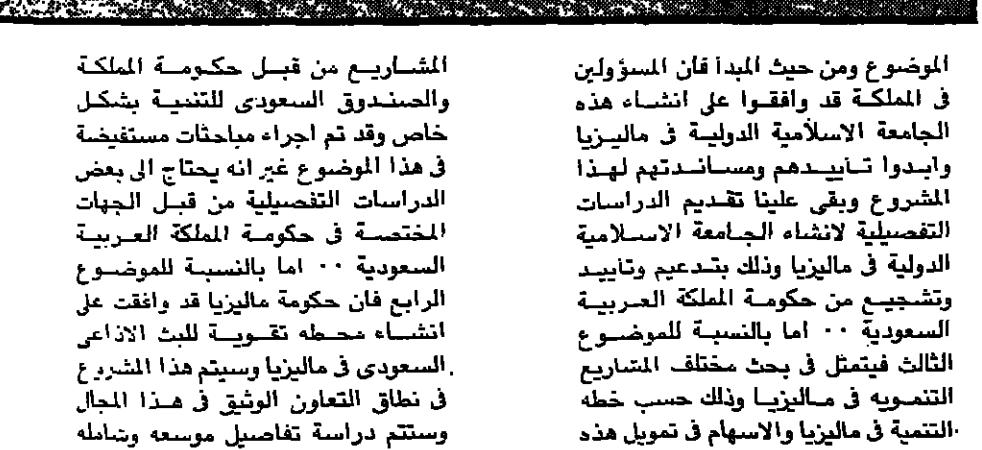 الموضوع ومن حيث المبدأ فان المسؤولين
فى المملكة قد وافقوا على انشاء هذه
الجامعة الاسلامية الدولية فى ماليزيا
وابدوا تأييدهم ومساندتهم لهذا
المشروع وبقى علينا تقديم الدراسات
التفصيلية لانشاء الجامعة الاسلامية
الدولية فى ماليزيا وذلك بتدعيم وتاييد
وتشجيع من حكومة المملكة العربية
السعودية ٠٠ اما بالنسبة للموضوع
الثالث فيتمثل فى بحث مختلف المشاريع
التنمويه فى ماليزيا وذلك حسب خطه
التنمية فى ماليزيا والاسهام فى تمويل هذه
المشاريع من قبل حكومة المملكة
والصندوق السعودى للتنمية بشكل
خاص وقد تم اجراء مباحثات مستفيضة
فى هذا الموضوع غير انه يحتاج الى بعض
الدراسات التفصيلية من قبل الجهات
المختصة فى حكومة المملكة العربية
السعودية ٠٠ اما بالنسبة للموضوع
الرابع فان حكومة ماليزيا قد وافقت على
انشاء محطه تقوية للبث الاذاعى
السعودى فى ماليزيا وسيتم هذا المشروع
فى نطاق التعاون الوثيق فى هذا المجال
وستتم دراسة تفاصيل موسعه وشامله